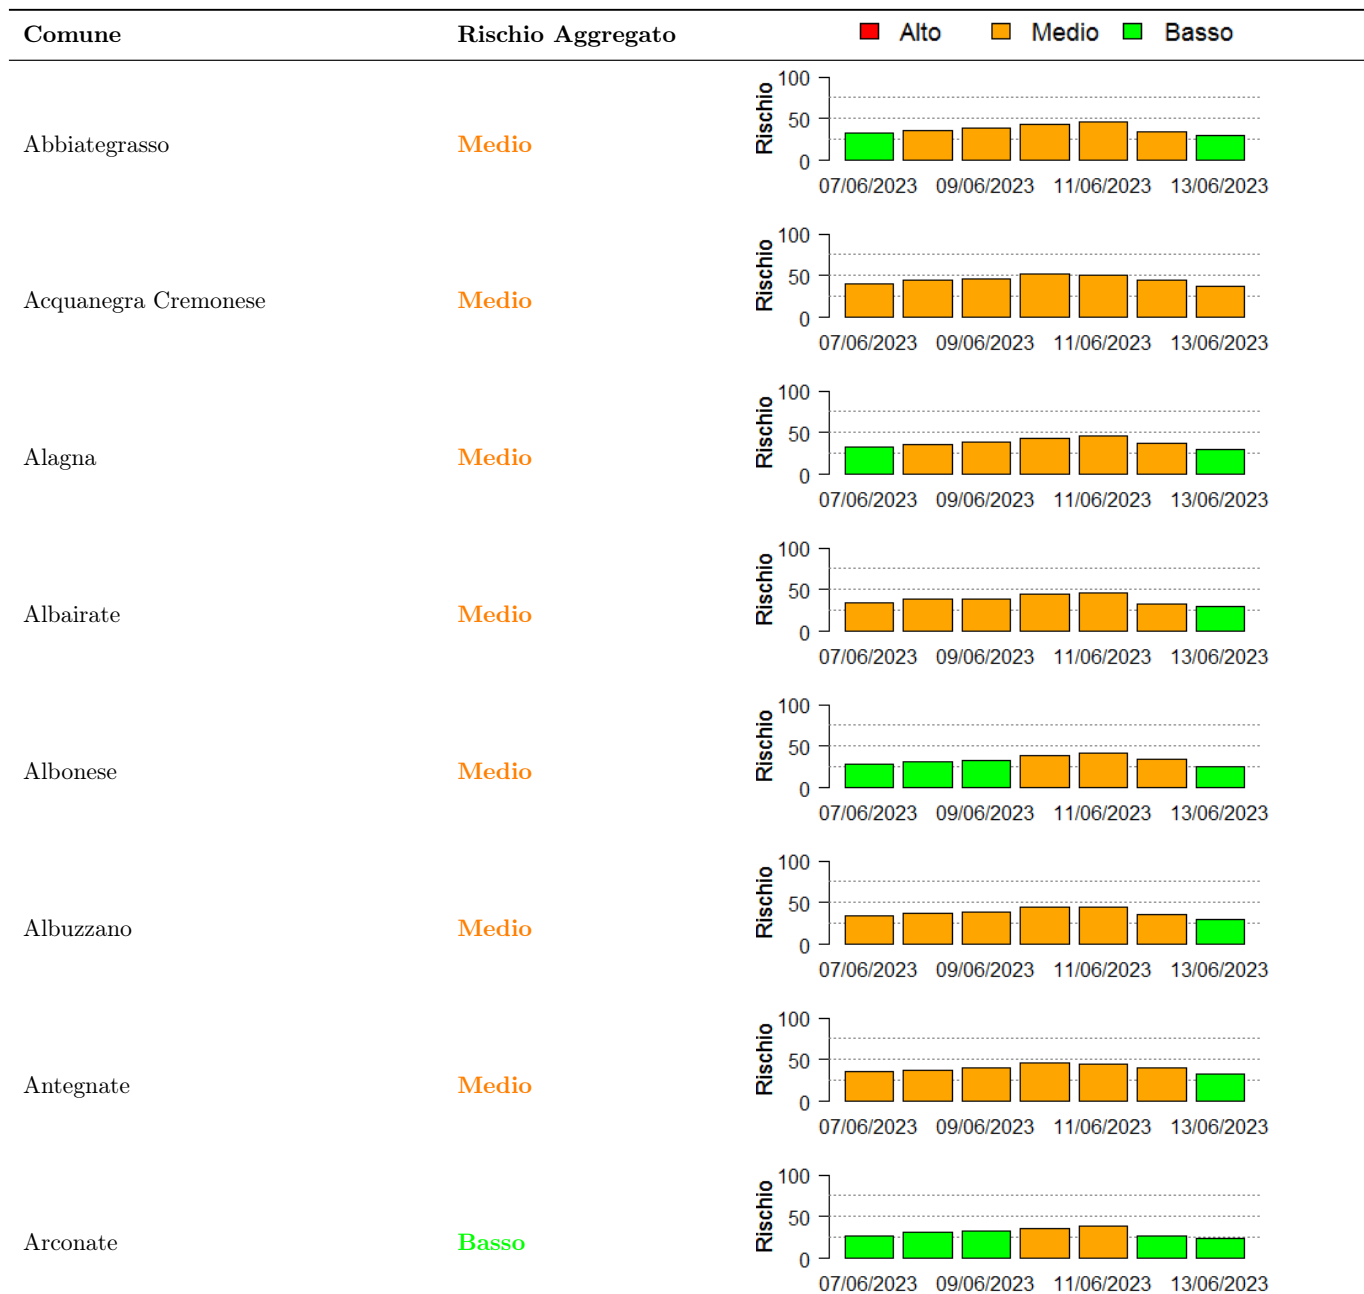 Comune Rischio Aggregato Alto Medio Basso
Abbiategrasso Medio
Rischio
100
50
0
07/06/2023 09/06/2023 11/06/2023 13/06/2023
Acquanegra Cremonese Medio
Rischio
100
50
0
07/06/2023 09/06/2023 11/06/2023 13/06/2023
Alagna Medio
Rischio
100
50
0
07/06/2023 09/06/2023 11/06/2023 13/06/2023
Albairate Medio
Rischio
100
50
0
07/06/2023 09/06/2023 11/06/2023 13/06/2023
Albonese Medio
Rischio
100
50
0
07/06/2023 09/06/2023 11/06/2023 13/06/2023
Albuzzano Medio
Rischio
100
50
0
07/06/2023 09/06/2023 11/06/2023 13/06/2023
Antegnate Medio
Rischio
100
50
0
07/06/2023 09/06/2023 11/06/2023 13/06/2023
Arconate Basso
Rischio
100
50
0
07/06/2023 09/06/2023 11/06/2023 13/06/2023